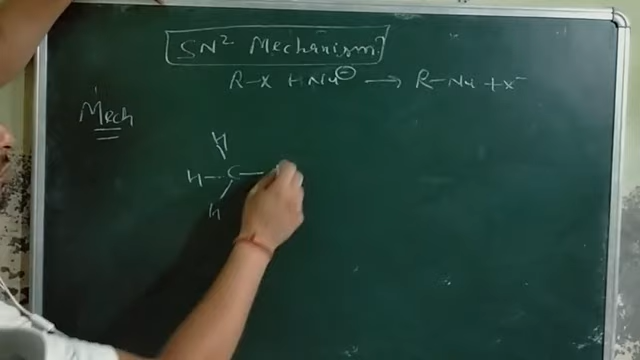 SN² Mechanism
R-X + Nu⊖ → R-Nu + X⁻
Mech
H
H-C-
H